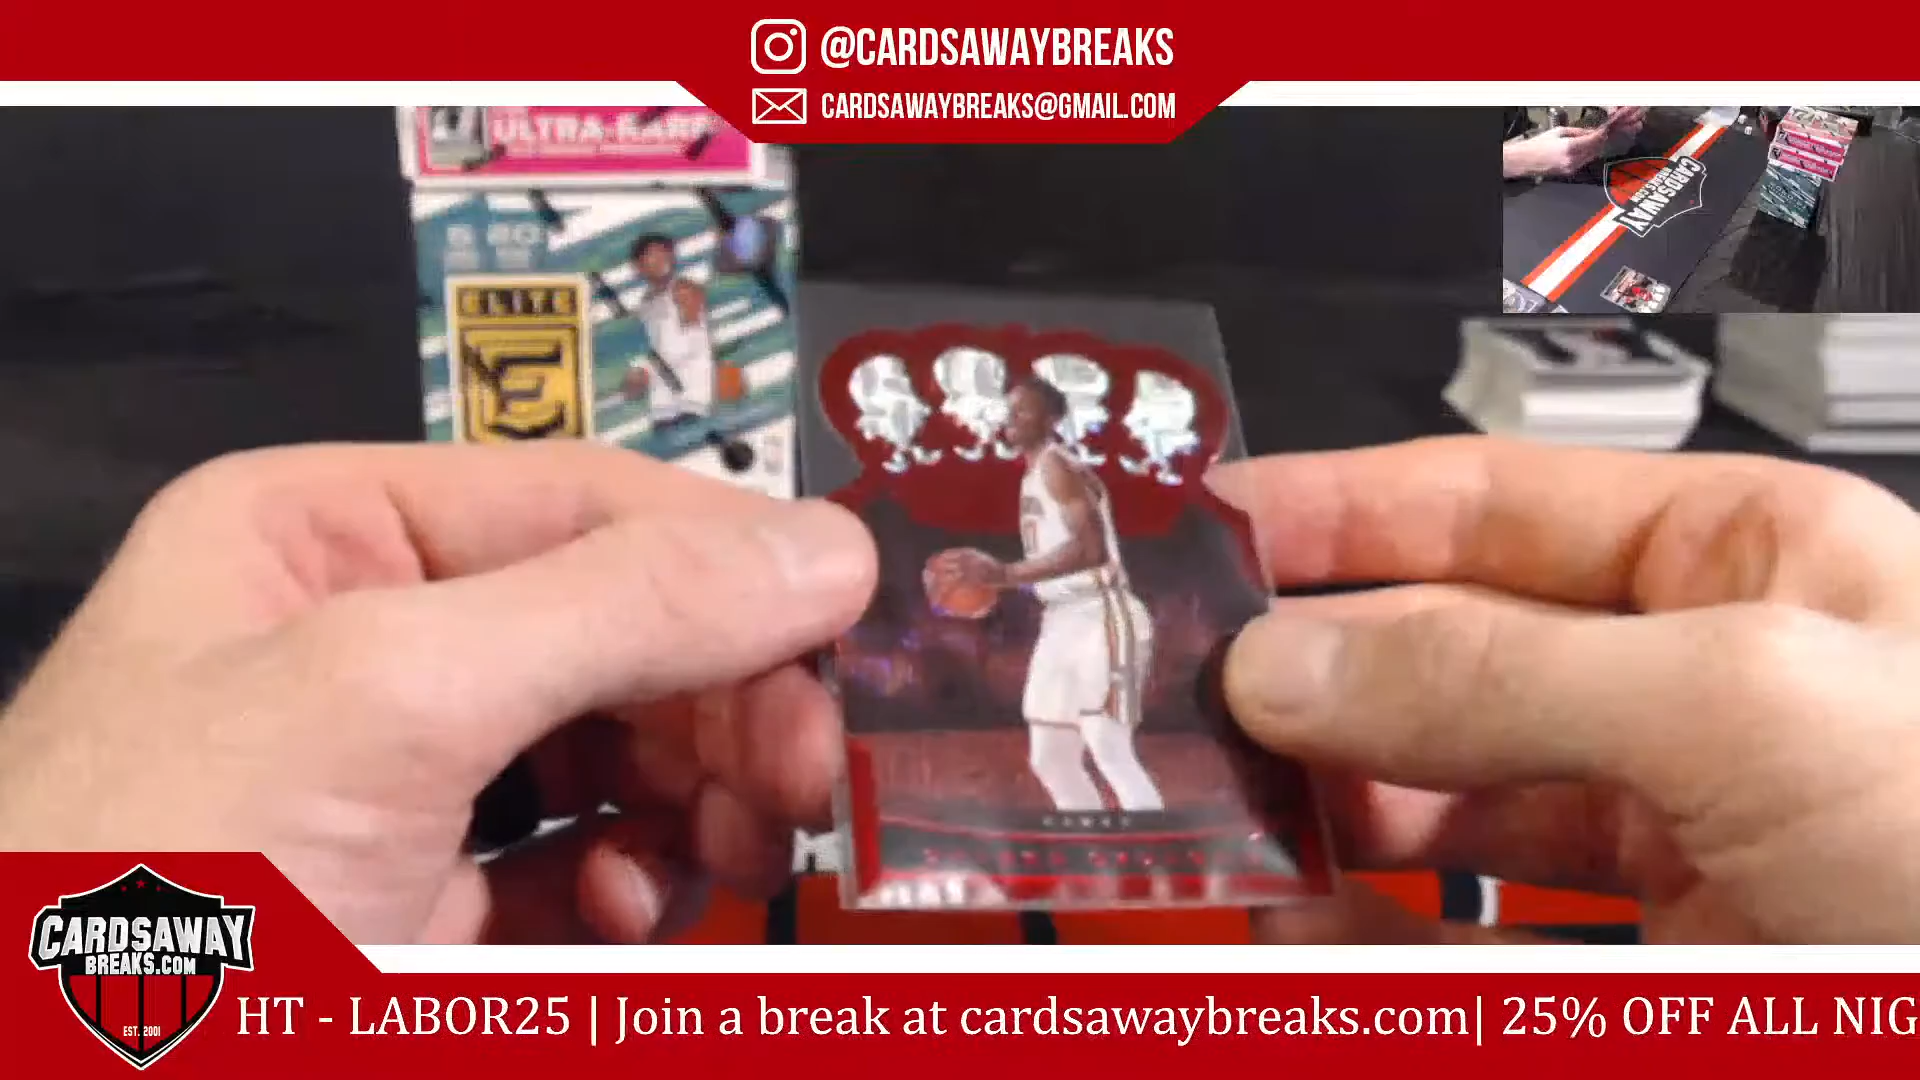 @CARDSAWAYBREAKS
CARDSAWAYBREAKS@GMAIL.COM
ULTRA-RARE
ELITE
E
CARDSAWAY
CARDSAWAY
BREAKS.COM
EST. 2001
HT - LABOR25 | Join a break at cardsawaybreaks.com| 25% OFF ALL NIG